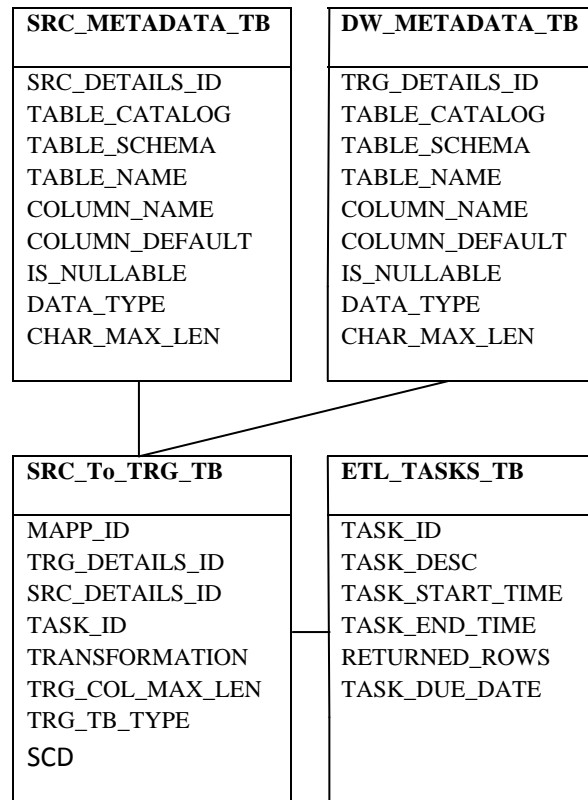 SRC_METADATA_TB
SRC_DETAILS_ID
TABLE_CATALOG
TABLE_SCHEMA
TABLE_NAME
COLUMN_NAME
COLUMN_DEFAULT
IS_NULLABLE
DATA_TYPE
CHAR_MAX_LEN
DW_METADATA_TB
TRG_DETAILS_ID
TABLE_CATALOG
TABLE_SCHEMA
TABLE_NAME
COLUMN_NAME
COLUMN_DEFAULT
IS_NULLABLE
DATA_TYPE
CHAR_MAX_LEN
SRC_To_TRG_TB
MAPP_ID
TRG_DETAILS_ID
SRC_DETAILS_ID
TASK_ID
TRANSFORMATION
TRG_COL_MAX_LEN
TRG_TB_TYPE
SCD
ETL_TASKS_TB
TASK_ID
TASK_DESC
TASK_START_TIME
TASK_END_TIME
RETURNED_ROWS
TASK_DUE_DATE